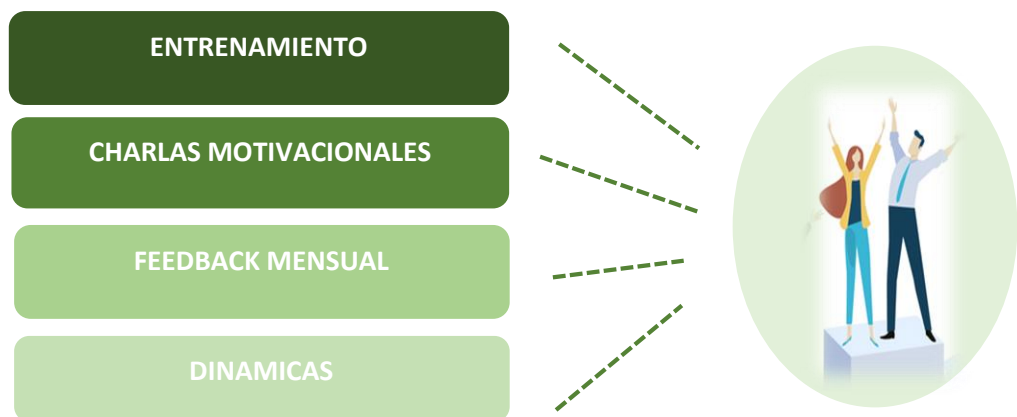 ENTRENAMIENTO
CHARLAS MOTIVACIONALES
FEEDBACK MENSUAL
DINAMICAS